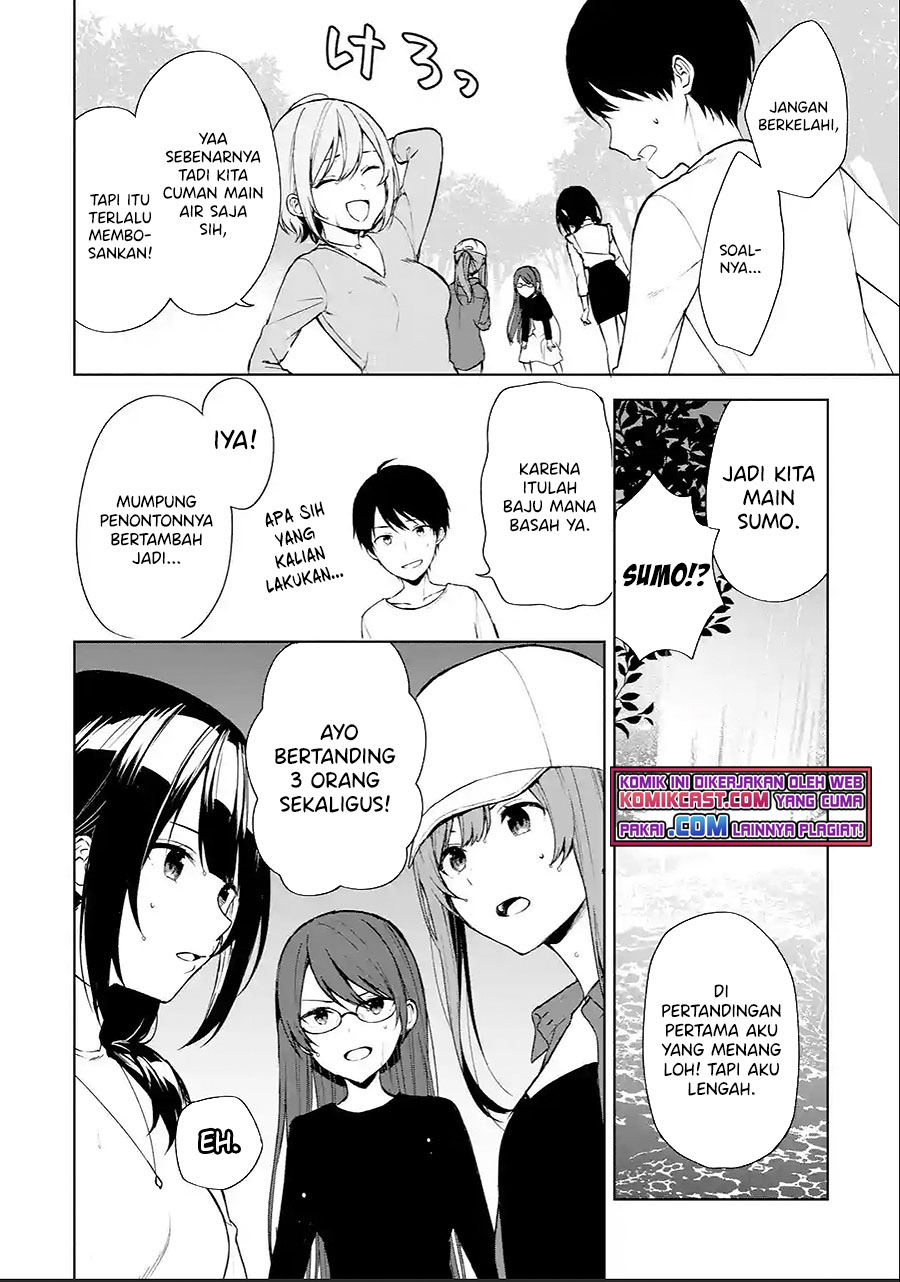 JANGAN
BERKELAHI,
SOAL-
NYA...
けろっ
YAA
SEBENARNYA
TADI KITA
CUMAN MAIN
AIR SAJA
SIH,
TAPI ITU
TERLALU
MEMBO-
SANKAN!
JADI KITA
MAIN
SUMO.
SUMO!?
KOMIK INI DIKERJAKAN OLEH WEB
KOMIKCAST.COM YANG CUMA
PAKAI .COM LAINNYA PLAGIAT!
DI
PERTANDINGAN
PERTAMA AKU
YANG MENANG
LOH! TAPI AKU
LENGAH.
KARENA
ITULAH
BAJU MANA
BASAH YA.
APA SIH
YANG
KALIAN
LAKUKAN...
IYA!
MUMPUNG
PENONTONNYA
BERTAMBAH
JADI...
AYO
BERTANDING
3 ORANG
SEKALIGUS!
EH.